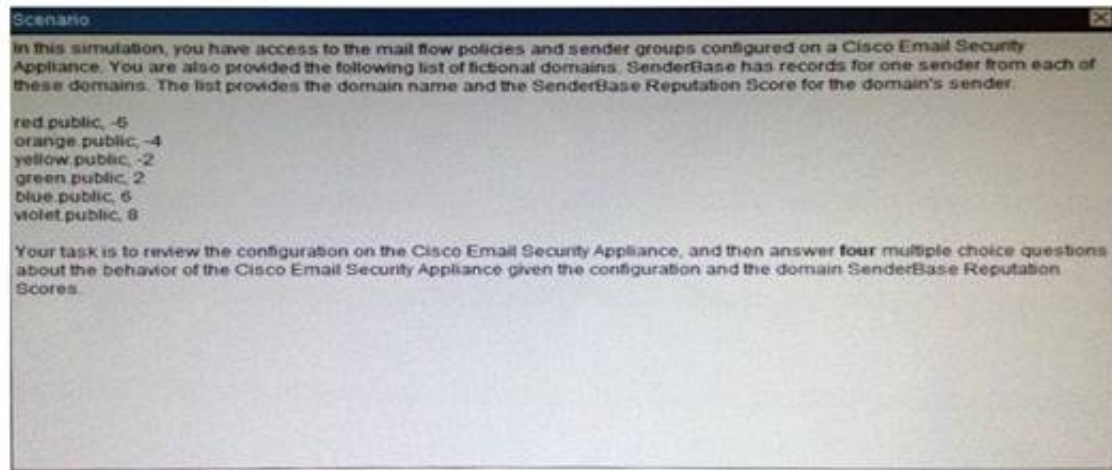 Scenario
In this simulation, you have access to the mail flow policies and sender groups configured on a Cisco Email Security
Appliance. You are also provided the following list of fictional domains. SenderBase has records for one sender from each of
these domains. The list provides the domain name and the SenderBase Reputation Score for the domain's sender.
red.public, -6
orange.public, -4
yellow.public, -2
green.public, 2
blue.public, 6
violet.public, 8
Your task is to review the configuration on the Cisco Email Security Appliance, and then answer four multiple choice questions
about the behavior of the Cisco Email Security Appliance given the configuration and the domain SenderBase Reputation
Scores.